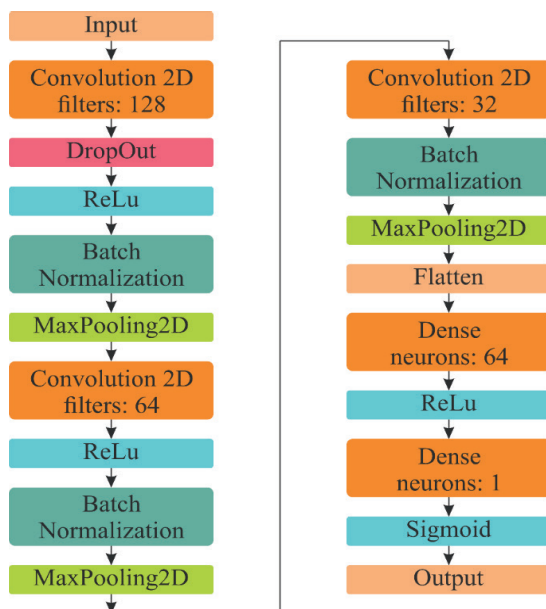 Input
Convolution 2D
filters: 128
DropOut
ReLu
Batch
Normalization
MaxPooling2D
Convolution 2D
filters: 64
ReLu
Batch
Normalization
MaxPooling2D
Convolution 2D
filters: 32
Batch
Normalization
MaxPooling2D
Flatten
Dense
neurons: 64
ReLu
Dense
neurons: 1
Sigmoid
Output